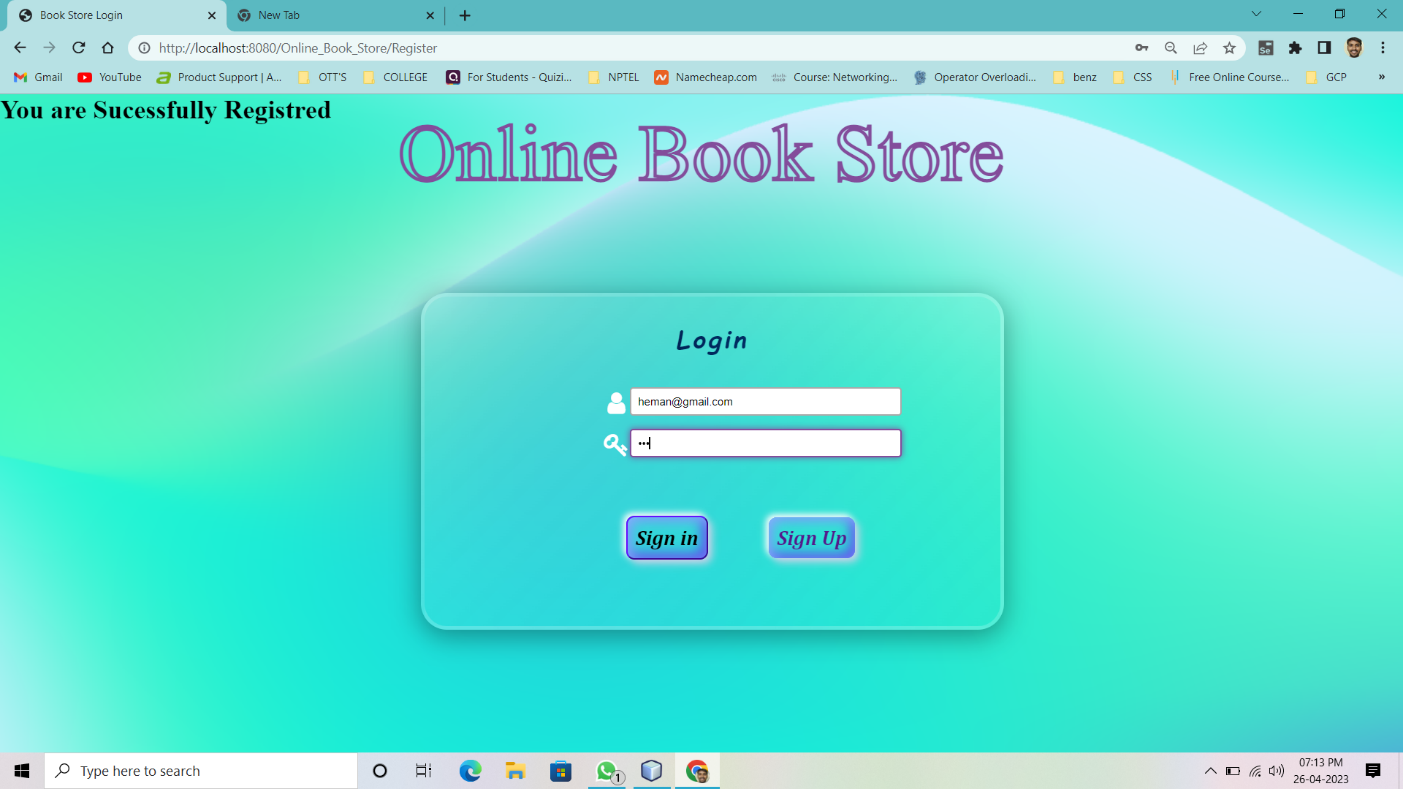 Book Store Login
New Tab
http://localhost:8080/Online_Book_Store/Register
Se
Gmail YouTube Product Support | A... OTT'S COLLEGE For Students - Quizi... NPTEL Namecheap.com Course: Networking... Operator Overloadi... benz CSS Free Online Course... GCP »
You are Sucessfully Registred
Online Book Store
Login
heman@gmail.com
•••
Sign in Sign Up
Type here to search
1
07:13 PM
26-04-2023